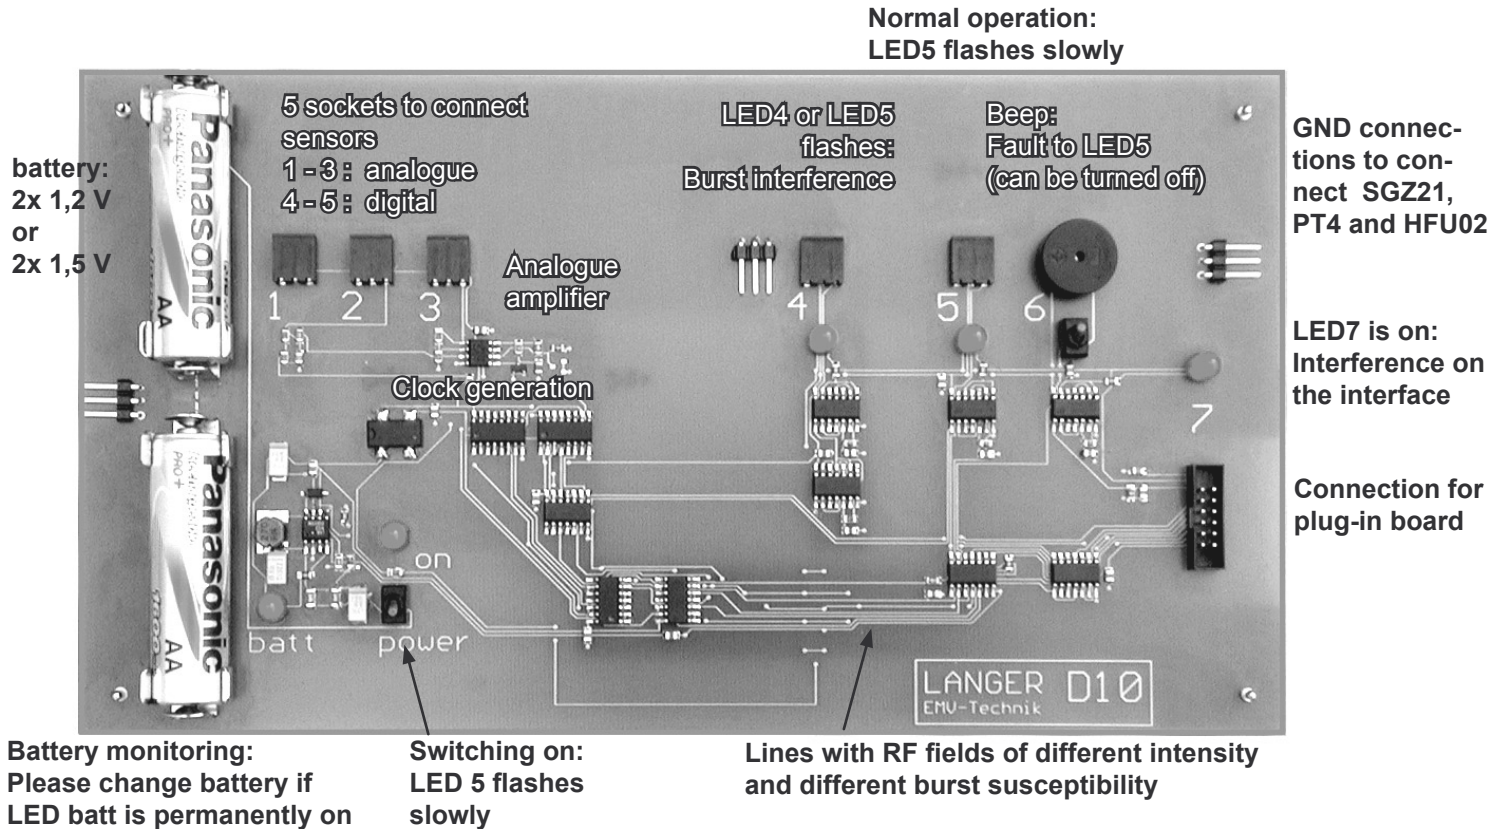 Normal operation:
LED5 flashes slowly
5 sockets to connect
sensors
1 - 3 :  analogue
4 - 5 :  digital
LED4 or LED5
flashes:
Burst interference
Beep:
Fault to LED5
(can be turned off)
GND connec-
tions to con-
nect  SGZ21,
PT4 and HFU02
battery:
2x 1,2 V
or
2x 1,5 V
Panasonic
PRO+
AA
1
2
3
Analogue
amplifier
4
5
6
LED7 is on:
Interference on
the interface
7
Clock generation
Connection for
plug-in board
Panasonic
PRO+
AA
on
batt
power
LANGER D10
EMV-Technik
Battery monitoring:
Please change battery if
LED batt is permanently on
Switching on:
LED 5 flashes
slowly
Lines with RF fields of different intensity
and different burst susceptibility